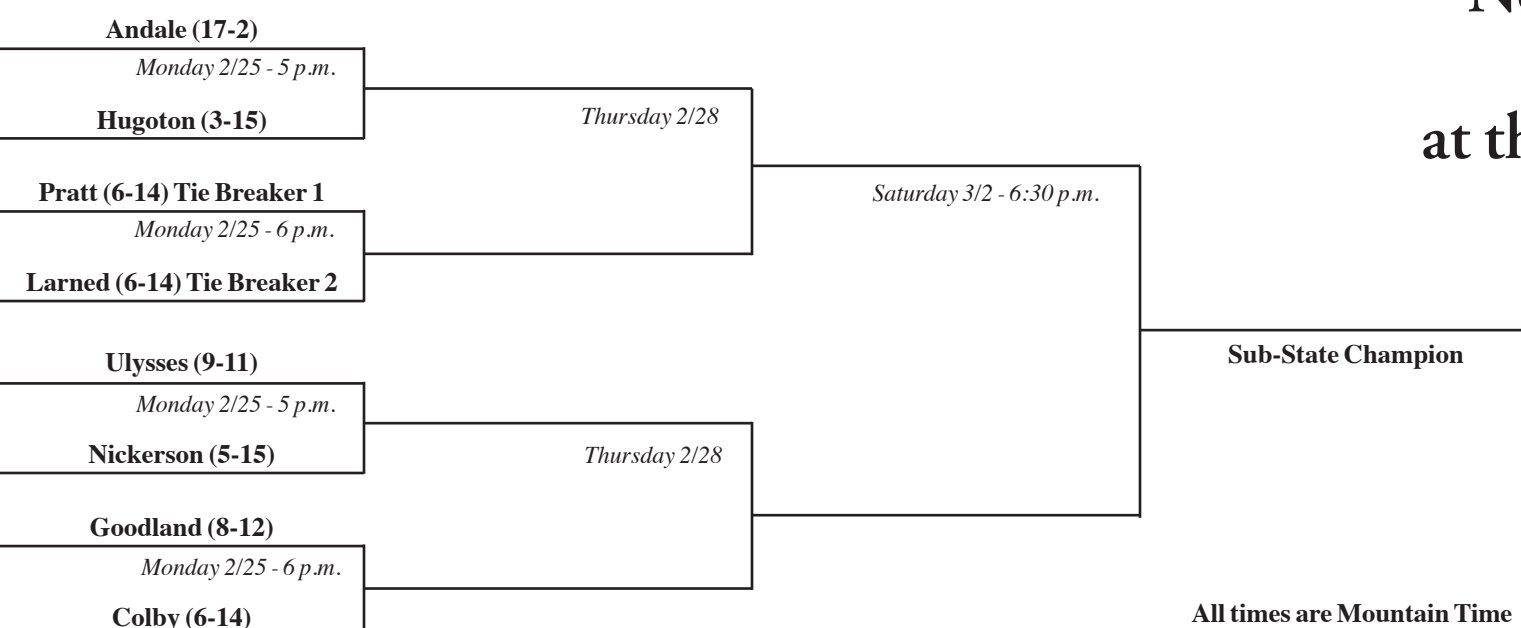 Andale (17-2)
Monday 2/25 - 5 p.m.
Hugoton (3-15)
Thursday 2/28
Pratt (6-14) Tie Breaker 1
Monday 2/25 - 6 p.m.
Larned (6-14) Tie Breaker 2
Saturday 3/2 - 6:30 p.m.
Ulysses (9-11)
Monday 2/25 - 5 p.m.
Nickerson (5-15)
Thursday 2/28
Goodland (8-12)
Monday 2/25 - 6 p.m.
Colby (6-14)
Sub-State Champion
at
All times are Mountain Time